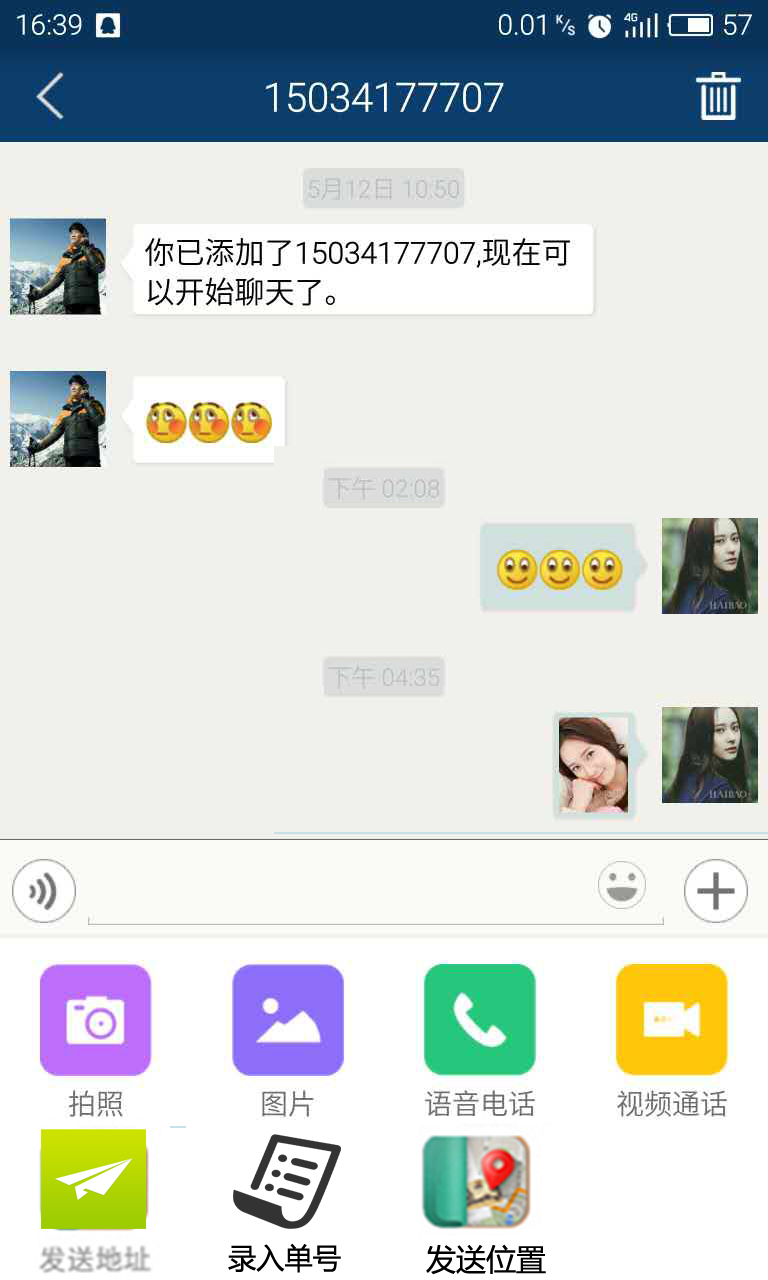 16:39
0.01 K/s 4G 57
15034177707
5月12日 10:50
你已添加了15034177707,现在可
以开始聊天了。
下午 02:08
HAIBAO
下午 04:35
HAIBAO
拍照
图片
语音电话
视频通话
发送地址
录入单号
发送位置